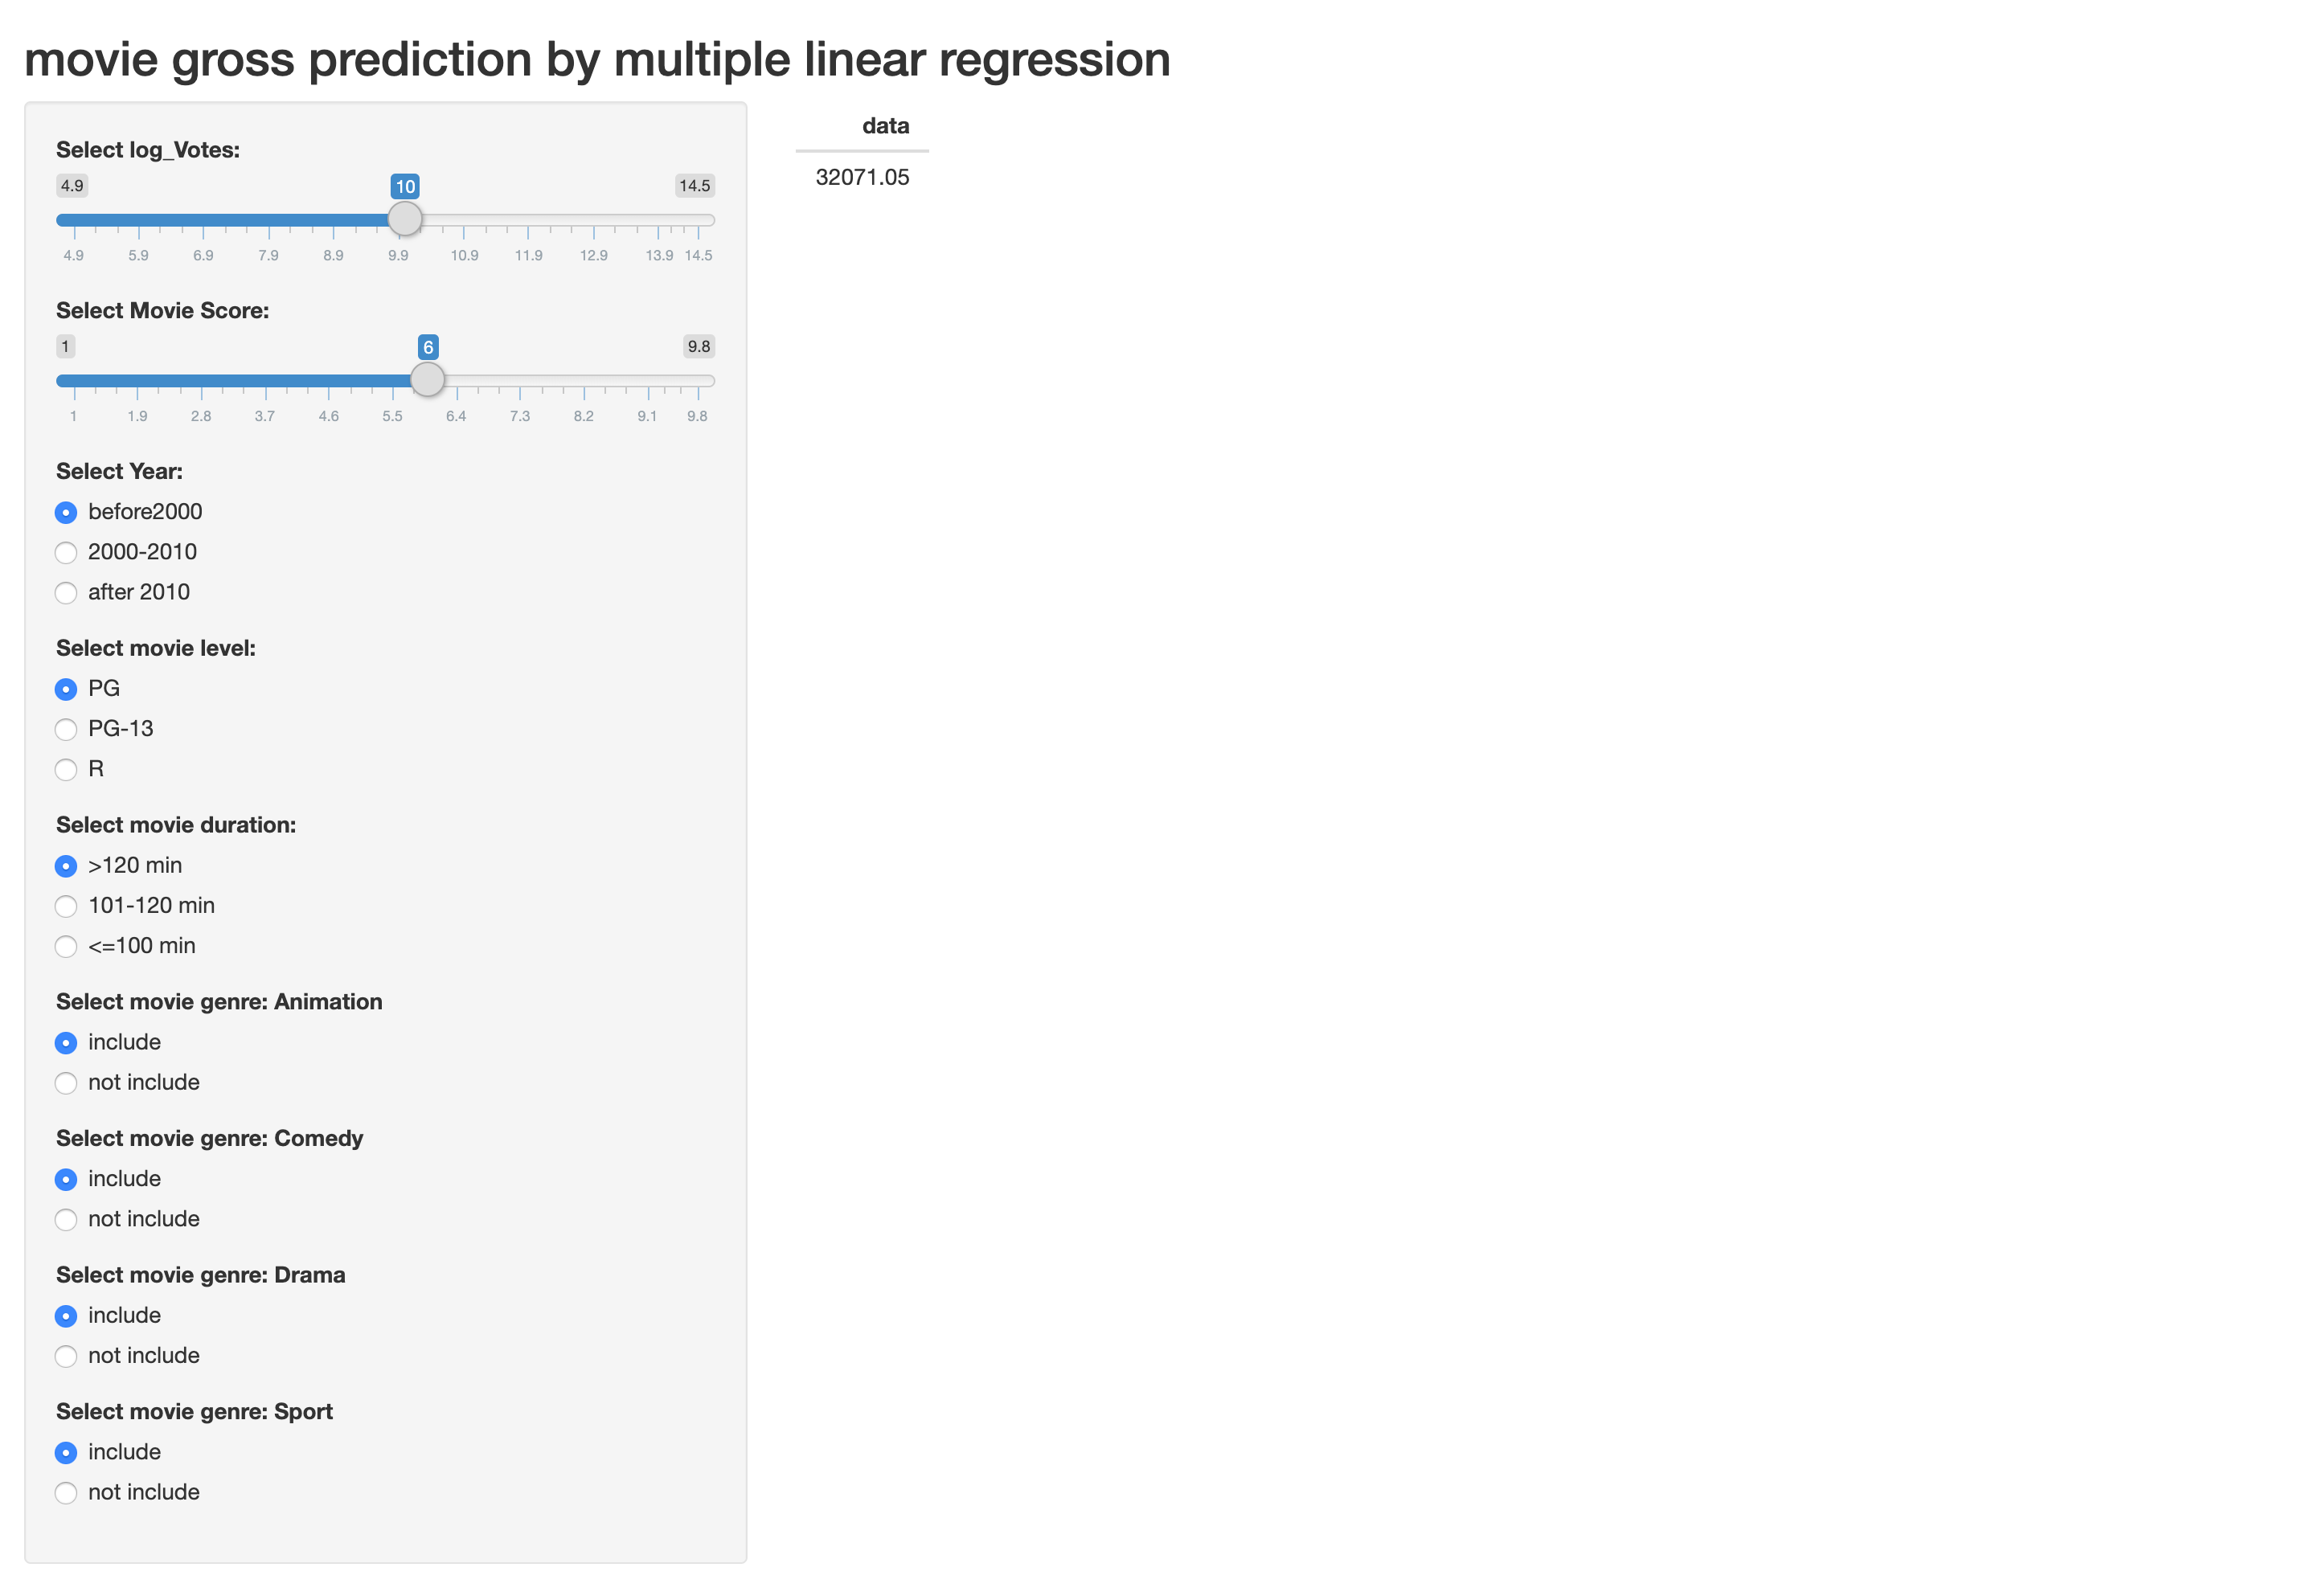 movie gross prediction by multiple linear regression
Select log_Votes:
4.9 10 14.5
4.9 5.9 6.9 7.9 8.9 9.9 10.9 11.9 12.9 13.9 14.5
Select Movie Score:
1 6 9.8
1 1.9 2.8 3.7 4.6 5.5 6.4 7.3 8.2 9.1 9.8
Select Year:
before2000
2000-2010
after 2010
Select movie level:
PG
PG-13
R
Select movie duration:
>120 min
101-120 min
<=100 min
Select movie genre: Animation
include
not include
Select movie genre: Comedy
include
not include
Select movie genre: Drama
include
not include
Select movie genre: Sport
include
not include
data
32071.05